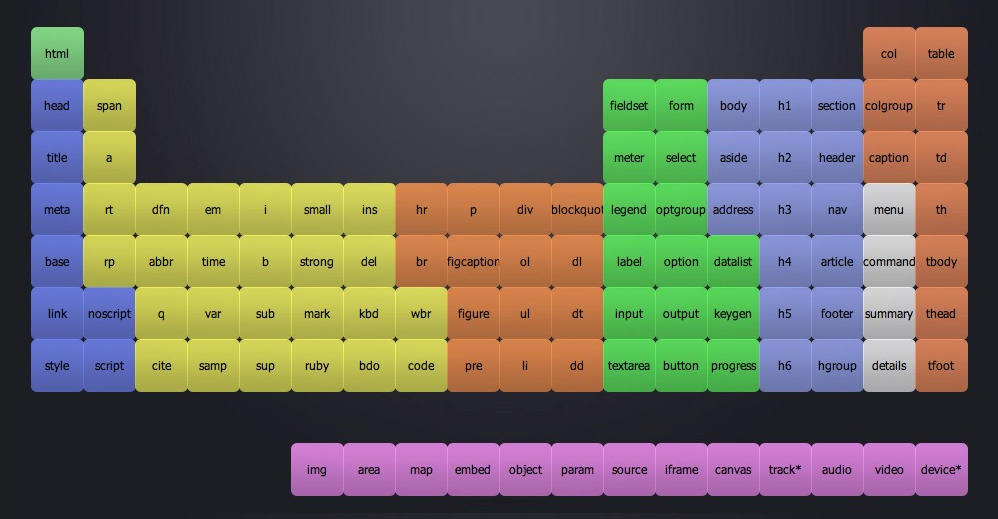 html col table
head span fieldset form body h1 section colgroup tr
title a meter select aside h2 header caption td
meta rt dfn em i small ins hr p div blockquot legend optgroup address h3 nav menu th
base rp abbr time b strong del br figcaption ol dl label option datalist h4 article command tbody
link noscript q var sub mark kbd wbr figure ul dt input output keygen h5 footer summary thead
style script cite samp sup ruby bdo code pre li dd textarea button progress h6 hgroup details tfoot
img area map embed object param source iframe canvas track* audio video device*